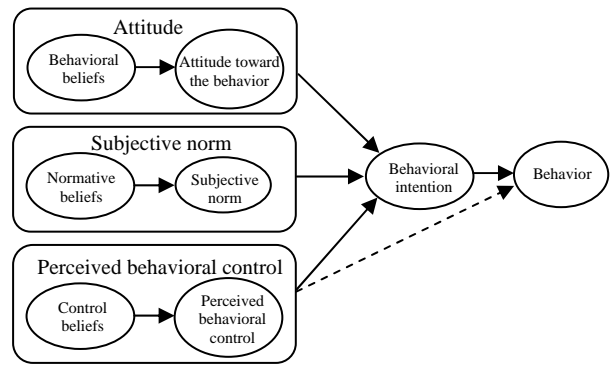 Attitude
Behavioral
beliefs
Attitude toward
the behavior
Subjective norm
Normative
beliefs
Subjective
norm
Perceived behavioral control
Control
beliefs
Perceived
behavioral
control
Behavioral
intention
Behavior